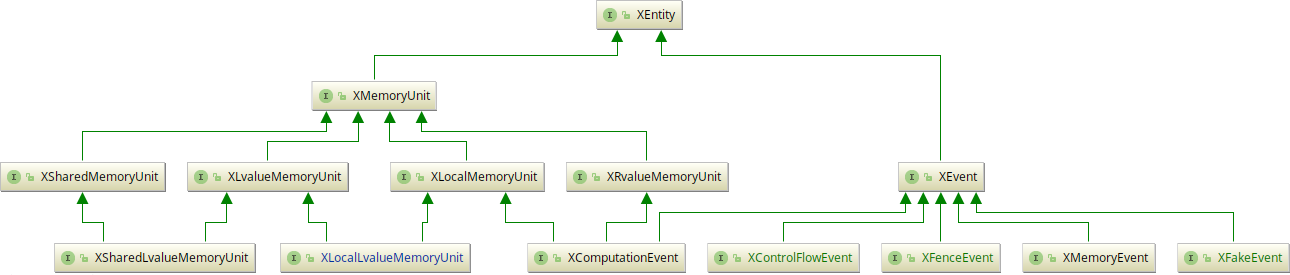 XEntity
XMemoryUnit
XSharedMemoryUnit
XLvalueMemoryUnit
XLocalMemoryUnit
XRvalueMemoryUnit
XEvent
XSharedLvalueMemoryUnit
XLocalLvalueMemoryUnit
XComputationEvent
XControlFlowEvent
XFenceEvent
XMemoryEvent
XFakeEvent